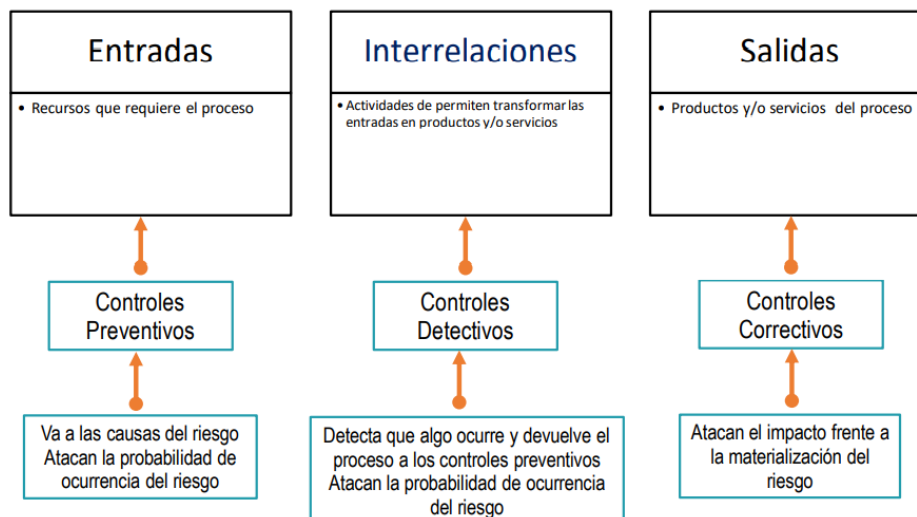 Entradas
• Recursos que requiere el proceso
Controles
Preventivos
Va a las causas del riesgo
Atacan la probabilidad de
ocurrencia del riesgo
Interrelaciones
• Actividades de permiten transformar las
entradas en productos y/o servicios
Controles
Detectivos
Detecta que algo ocurre y devuelve el
proceso a los controles preventivos
Atacan la probabilidad de ocurrencia
del riesgo
Salidas
• Productos y/o servicios del proceso
Controles
Correctivos
Atacan el impacto frente a
la materialización del
riesgo